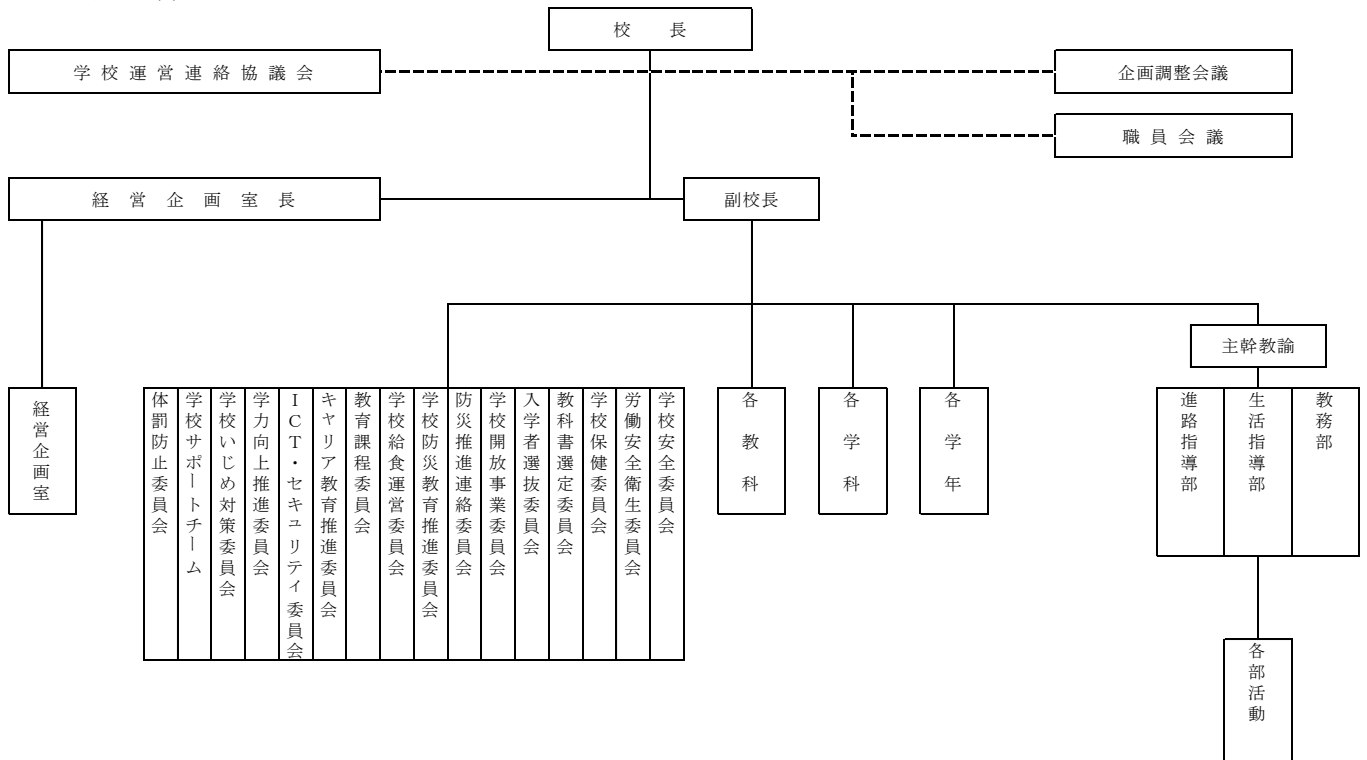 校　長
学校運営連絡協議会
企画調整会議
職員会議
経営企画室長
副校長
主幹教諭
経営企画室
体罰防止委員会
学校サポートチーム
学校いじめ対策委員会
学力向上推進委員会
ICT・セキュリティ委員会
キャリア教育推進委員会
教育課程委員会
学校給食運営委員会
学校防災教育推進委員会
防災推進連絡委員会
学校開放事業委員会
入学者選抜委員会
教科書選定委員会
学校保健委員会
労働安全衛生委員会
学校安全委員会
各教科
各学科
各学年
進路指導部
生活指導部
教務部
各部活動